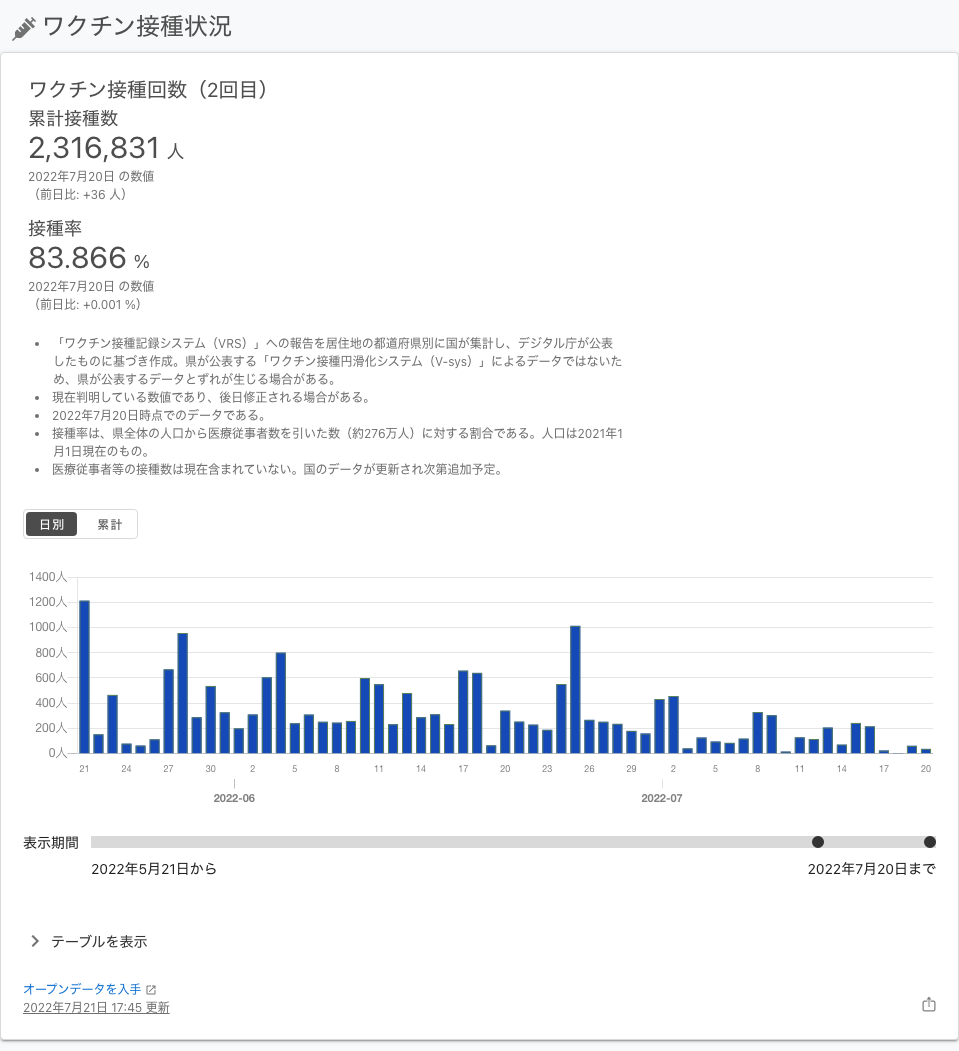 ワクチン接種状況
ワクチン接種回数（2回目）
累計接種数
2,316,831 人
2022年7月20日 の数値
（前日比: +36 人）
接種率
83.866 %
2022年7月20日 の数値
（前日比: +0.001 %）
• 「ワクチン接種記録システム（VRS）」への報告を居住地の都道府県別に国が集計し、デジタル庁が公表
したものに基づき作成。県が公表する「ワクチン接種円滑化システム（V-sys）」によるデータではないた
め、県が公表するデータとずれが生じる場合がある。
• 現在判明している数値であり、後日修正される場合がある。
• 2022年7月20日時点でのデータである。
• 接種率は、県全体の人口から医療従事者数を引いた数（約276万人）に対する割合である。人口は2021年1
月1日現在のもの。
• 医療従事者等の接種数は現在含まれていない。国のデータが更新され次第追加予定。
日別 累計
1400人
1200人
1000人
800人
600人
400人
200人
0人
21 24 27 30 2 5 8 11 14 17 20 23 26 29 2 5 8 11 14 17 20
2022-06 2022-07
表示期間
2022年5月21日から 2022年7月20日まで
テーブルを表示
オープンデータを入手
2022年7月21日 17:45 更新